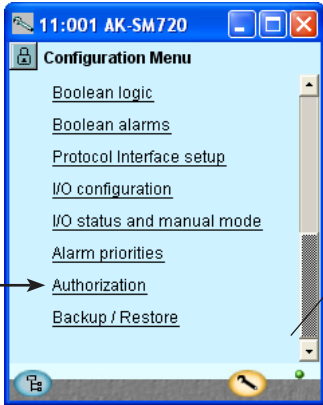 11:001 AK-SM720
Configuration Menu
Boolean logic
Boolean alarms
Protocol Interface setup
I/O configuration
I/O status and manual mode
Alarm priorities
Authorization
Backup / Restore